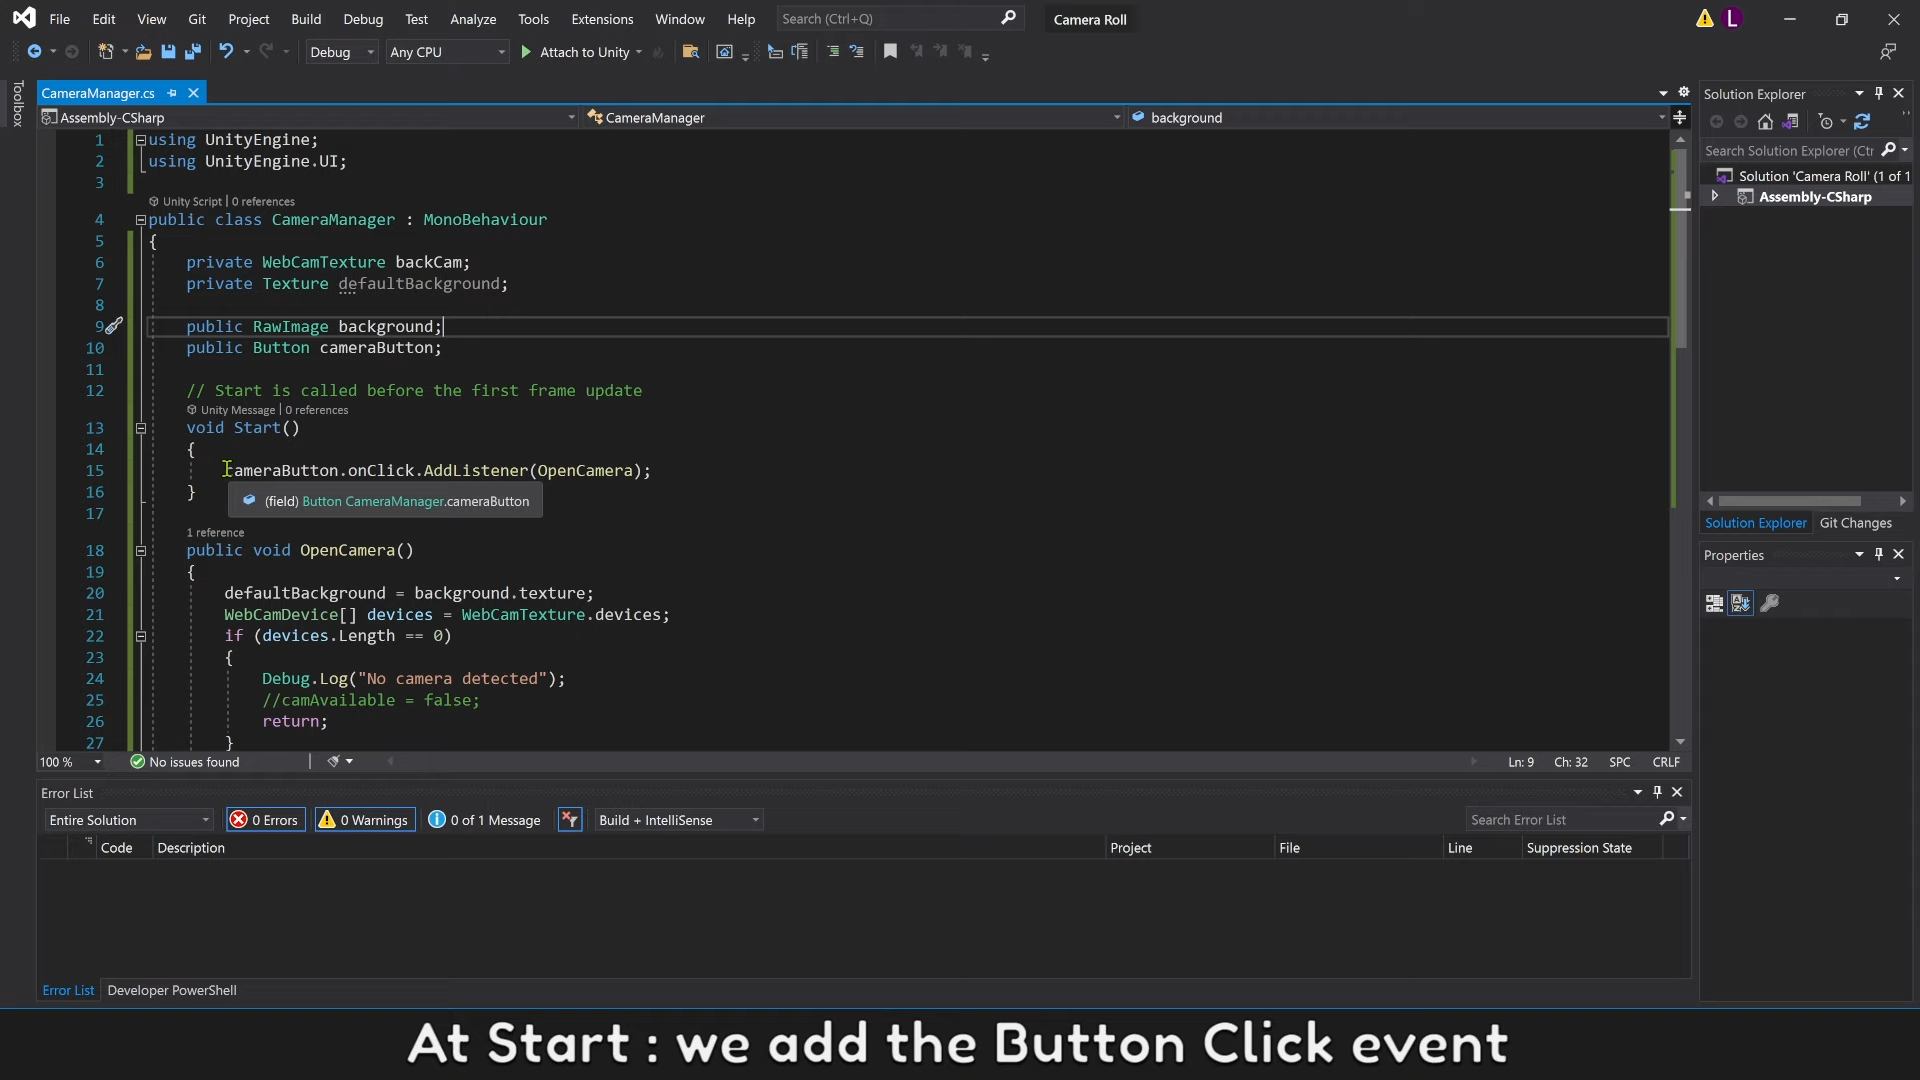 File Edit View Git Project Build Debug Test Analyze Tools Extensions Window Help Search (Ctrl+Q) Camera Roll L
Debug Any CPU Attach to Unity
Toolbox
CameraManager.cs
Assembly-CSharp CameraManager background
1 using UnityEngine;
2 using UnityEngine.UI;
3
Unity Script | 0 references
4 public class CameraManager : MonoBehaviour
5 {
6 private WebCamTexture backCam;
7 private Texture defaultBackground;
8
9 public RawImage background;
10 public Button cameraButton;
11
12 // Start is called before the first frame update
Unity Message | 0 references
13 void Start()
14 {
15 cameraButton.onClick.AddListener(OpenCamera);
16 }
(field) Button CameraManager.cameraButton
17
1 reference
18 public void OpenCamera()
19 {
20 defaultBackground = background.texture;
21 WebCamDevice[] devices = WebCamTexture.devices;
22 if (devices.Length == 0)
23 {
24 Debug.Log("No camera detected");
25 //camAvailable = false;
26 return;
27 }
100 % No issues found Ln: 9 Ch: 32 SPC CRLF
Solution Explorer
Search Solution Explorer (Ctr
Solution 'Camera Roll' (1 of 1
Assembly-CSharp
Solution Explorer Git Changes
Properties
Error List
Entire Solution 0 Errors 0 Warnings 0 of 1 Message Build + IntelliSense Search Error List
Code Description Project File Line Suppression State
Error List Developer PowerShell
At Start : we add the Button Click event